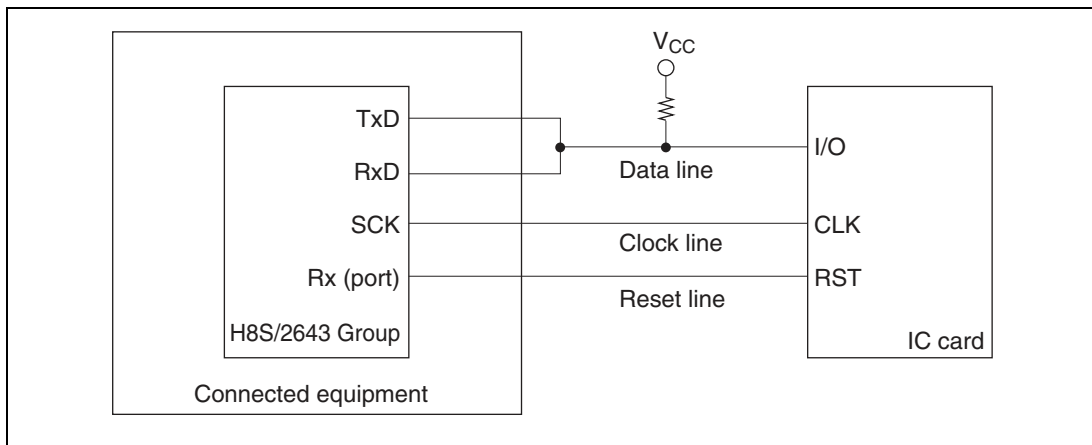 V_CC
TxD
I/O
RxD
Data line
SCK
CLK
Clock line
Rx (port)
RST
Reset line
H8S/2643 Group
IC card
Connected equipment